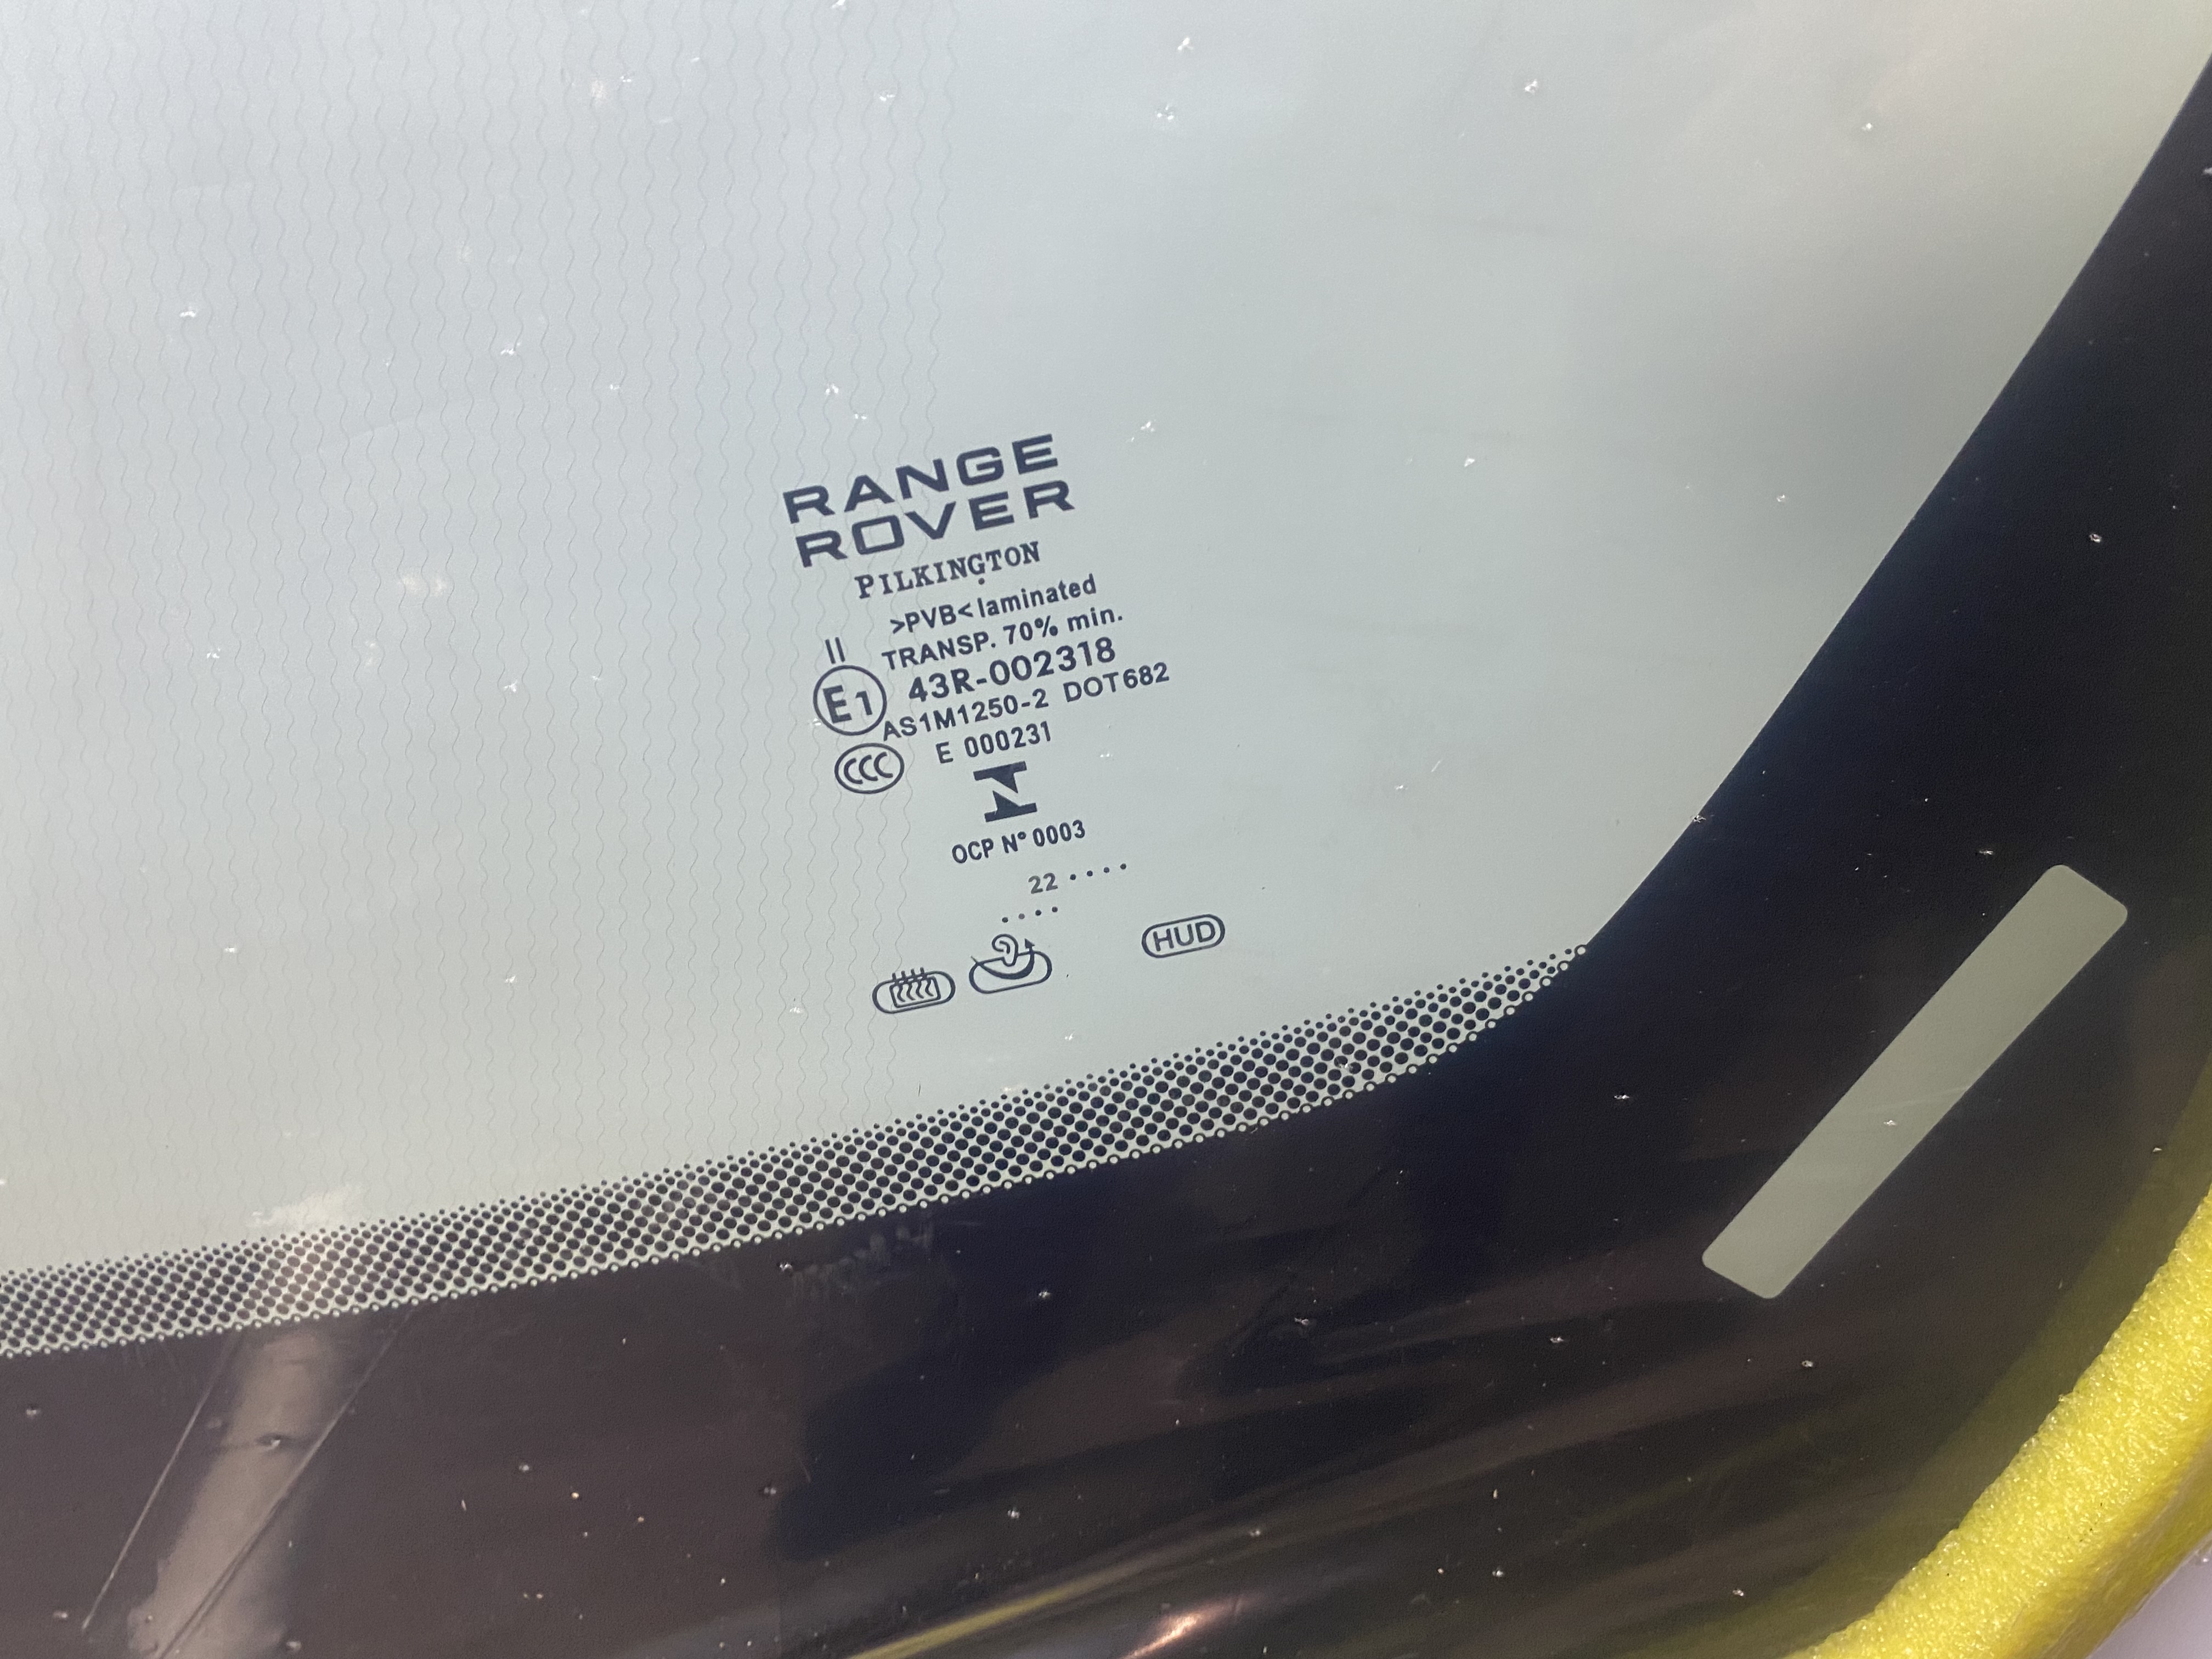 RANGE
ROVER
PILKINGTON
>PVB< laminated
TRANSP. 70% min.
II
E1 43R-002318
AS1M1250-2 DOT682
CCC E 000231
OCP Nº 0003
22 ....
....
HUD